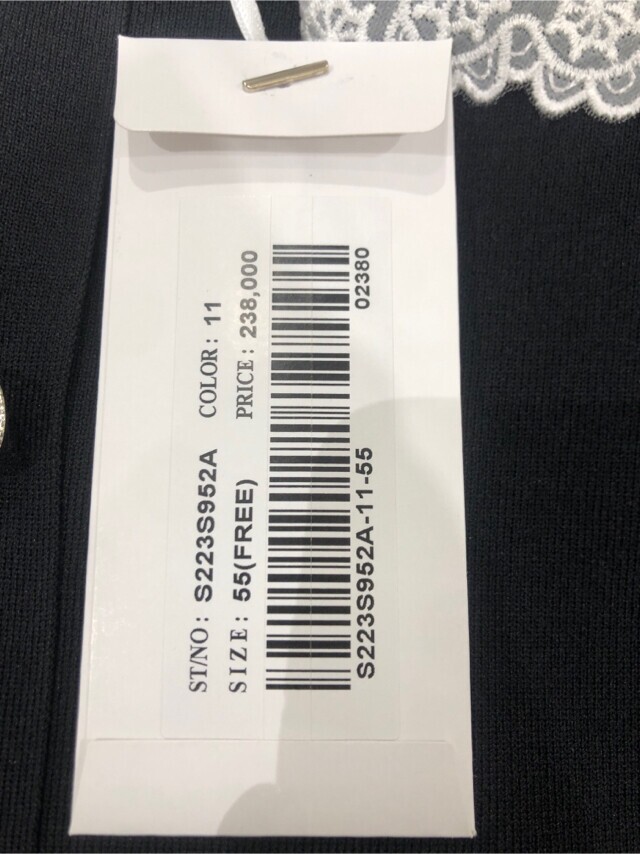 ST/NO: S223S952A COLOR: 11
SIZE: 55(FREE) PRICE: 238,000
S223S952A-11-55 02380